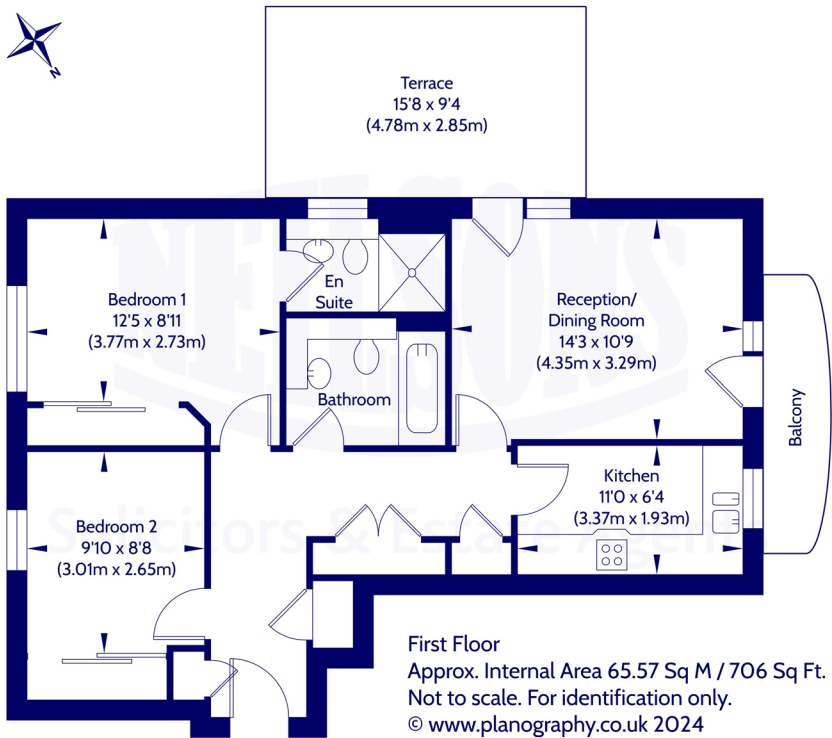 N
Terrace
15'8 x 9'4
(4.78m x 2.85m)
NEILSONS
En
Suite
Bedroom 1
12'5 x 8'11
(3.77m x 2.73m)
Reception/
Dining Room
14'3 x 10'9
(4.35m x 3.29m)
Bathroom
Balcony
Kitchen
11'0 x 6'4
(3.37m x 1.93m)
Solicitors & Estate Agents
Bedroom 2
9'10 x 8'8
(3.01m x 2.65m)
First Floor
Approx. Internal Area 65.57 Sq M / 706 Sq Ft.
Not to scale. For identification only.
© www.planography.co.uk 2024